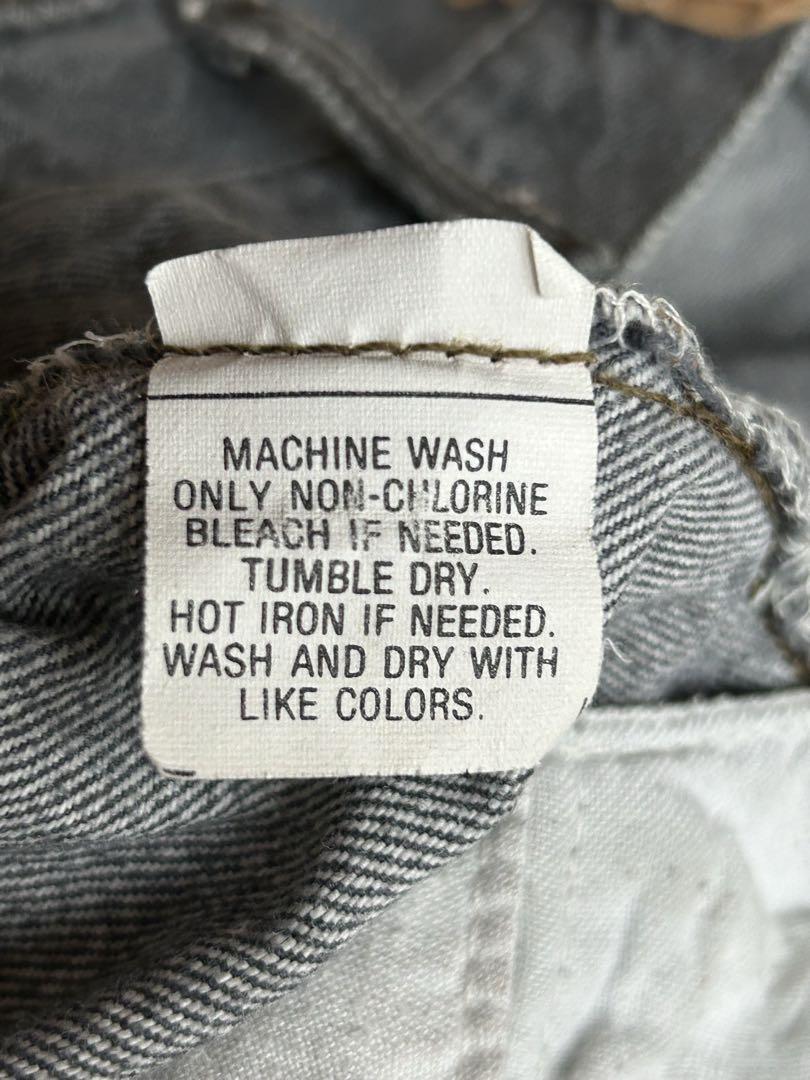 MACHINE WASH
ONLY NON-CHLORINE
BLEACH IF NEEDED.
TUMBLE DRY.
HOT IRON IF NEEDED.
WASH AND DRY WITH
LIKE COLORS.